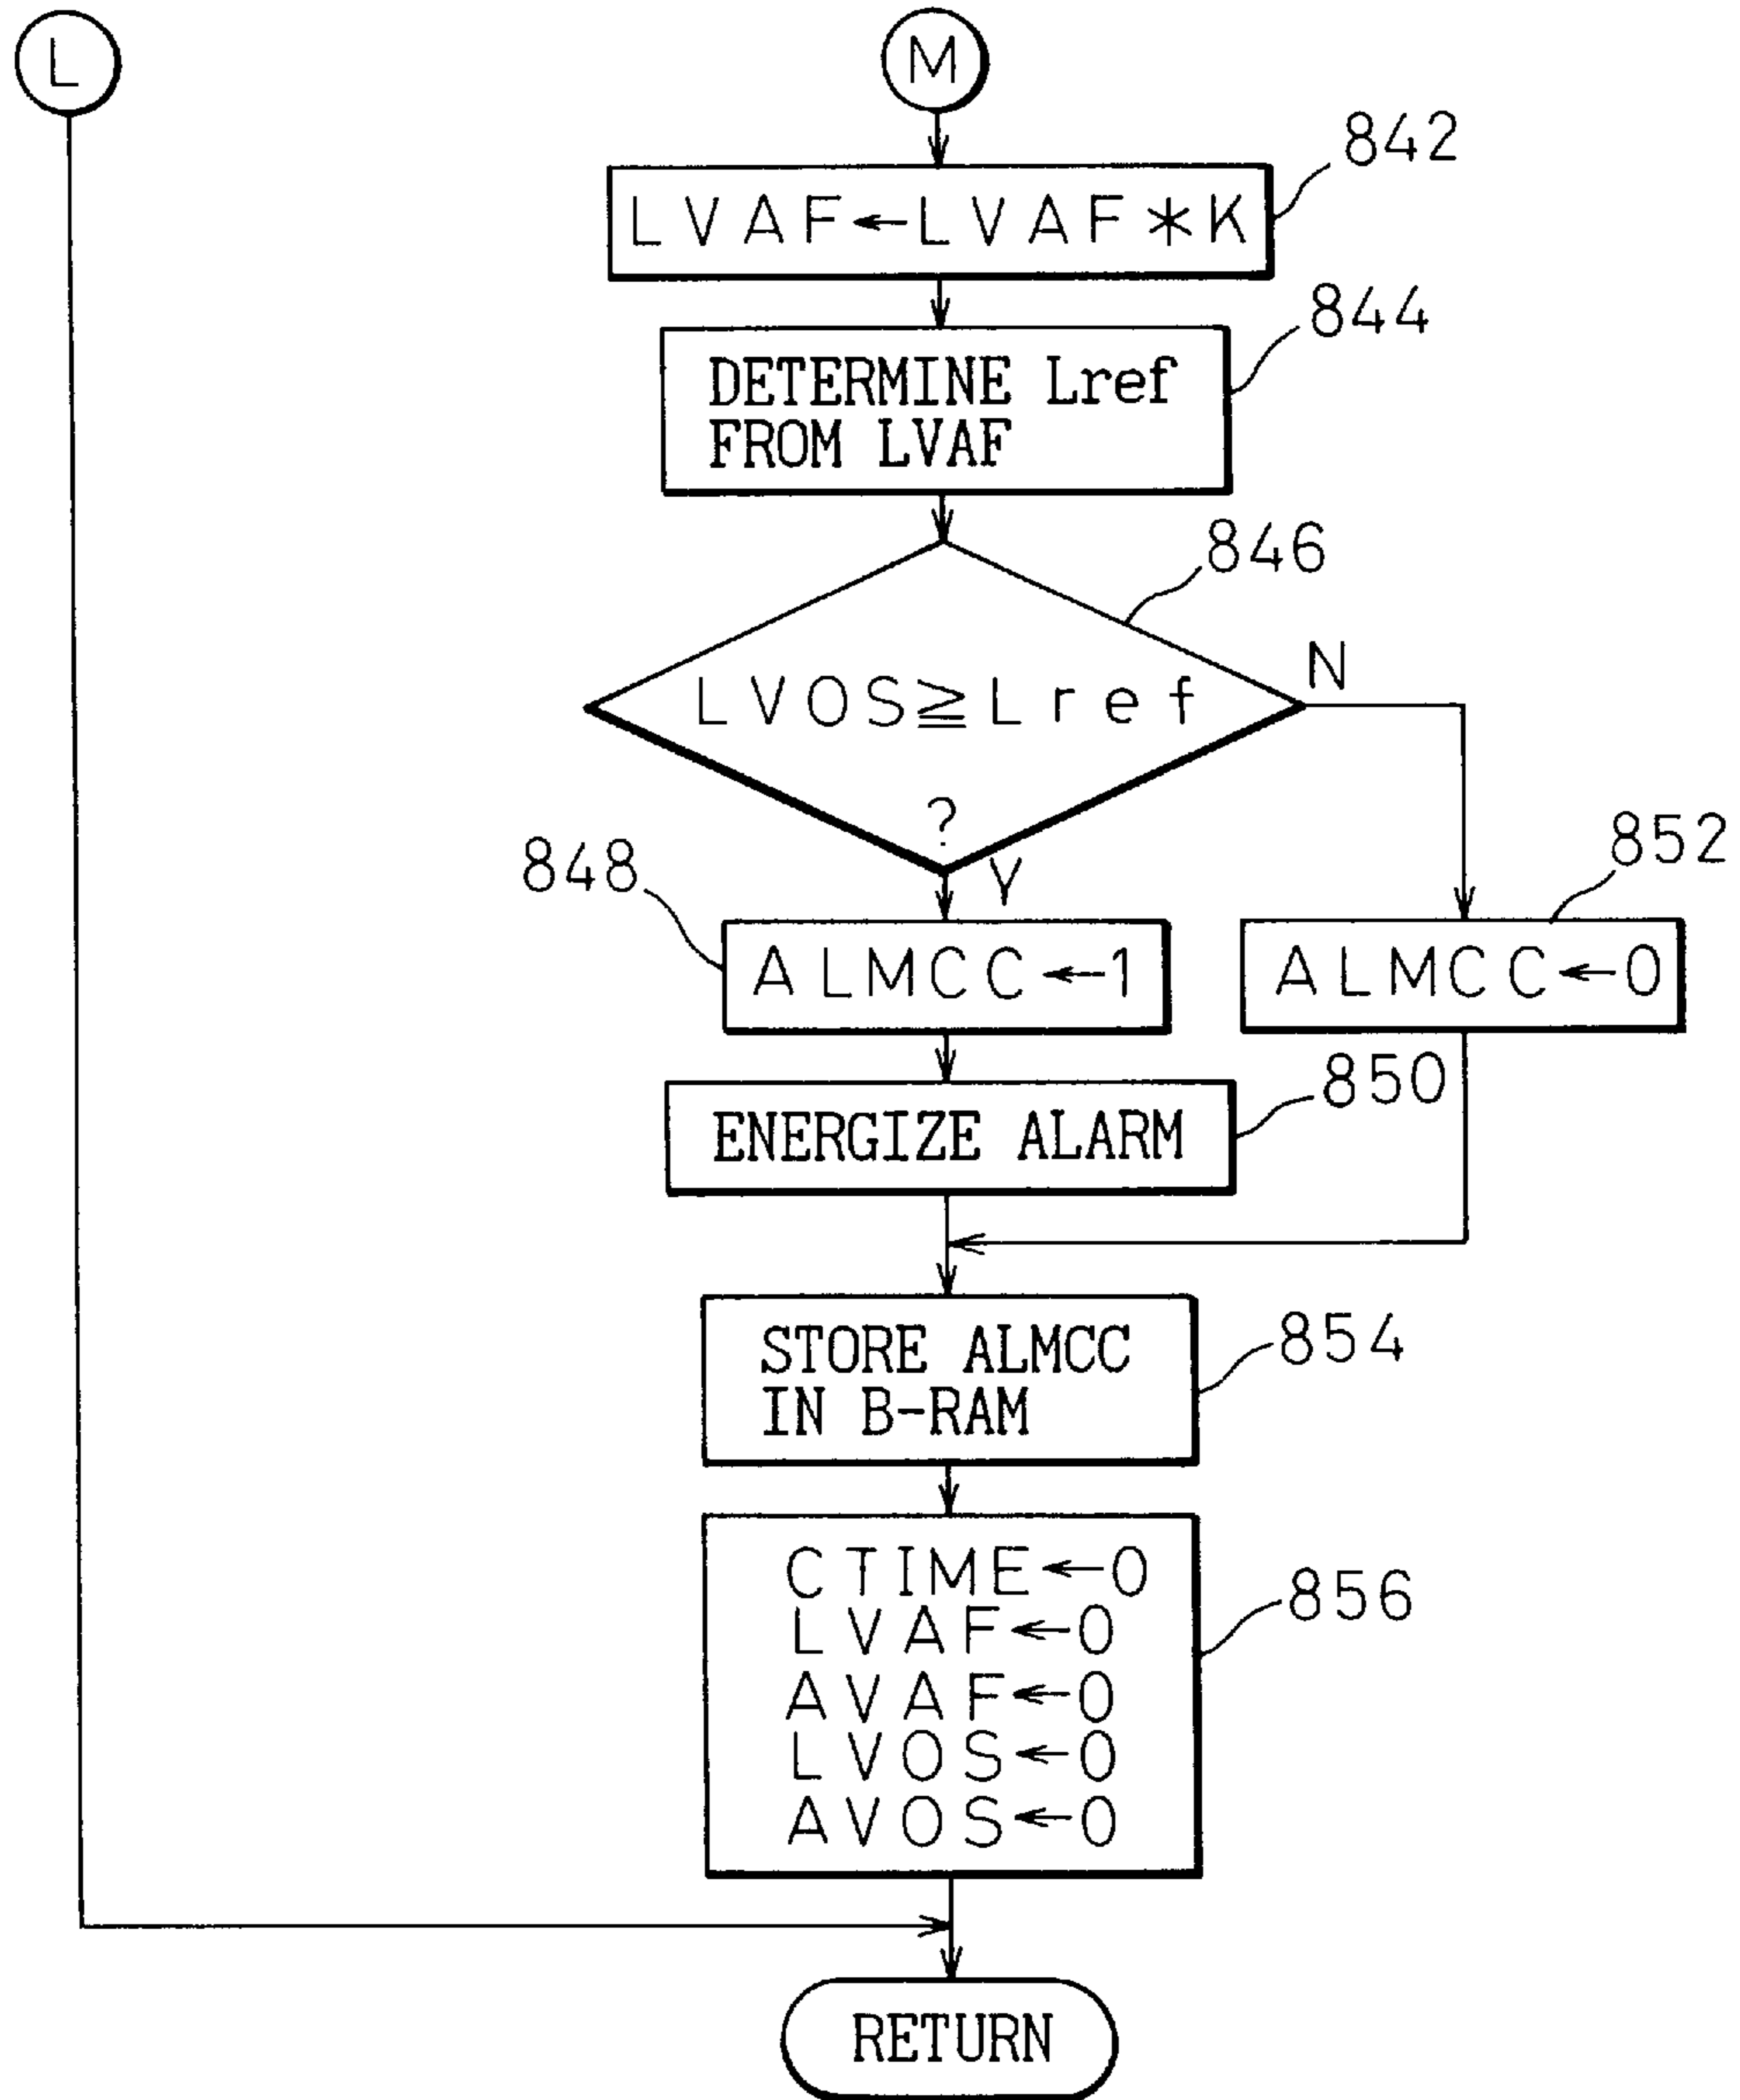 L
M
842
LVAF←LVAF*K
844
DETERMINE Lref
FROM LVAF
846
N
LVOS≧Lref
?
Y
848
852
ALMCC←1
ALMCC←0
850
ENERGIZE ALARM
STORE ALMCC
IN B-RAM
854
CTIME←0
LVAF←0
AVAF←0
LVOS←0
AVOS←0
856
RETURN